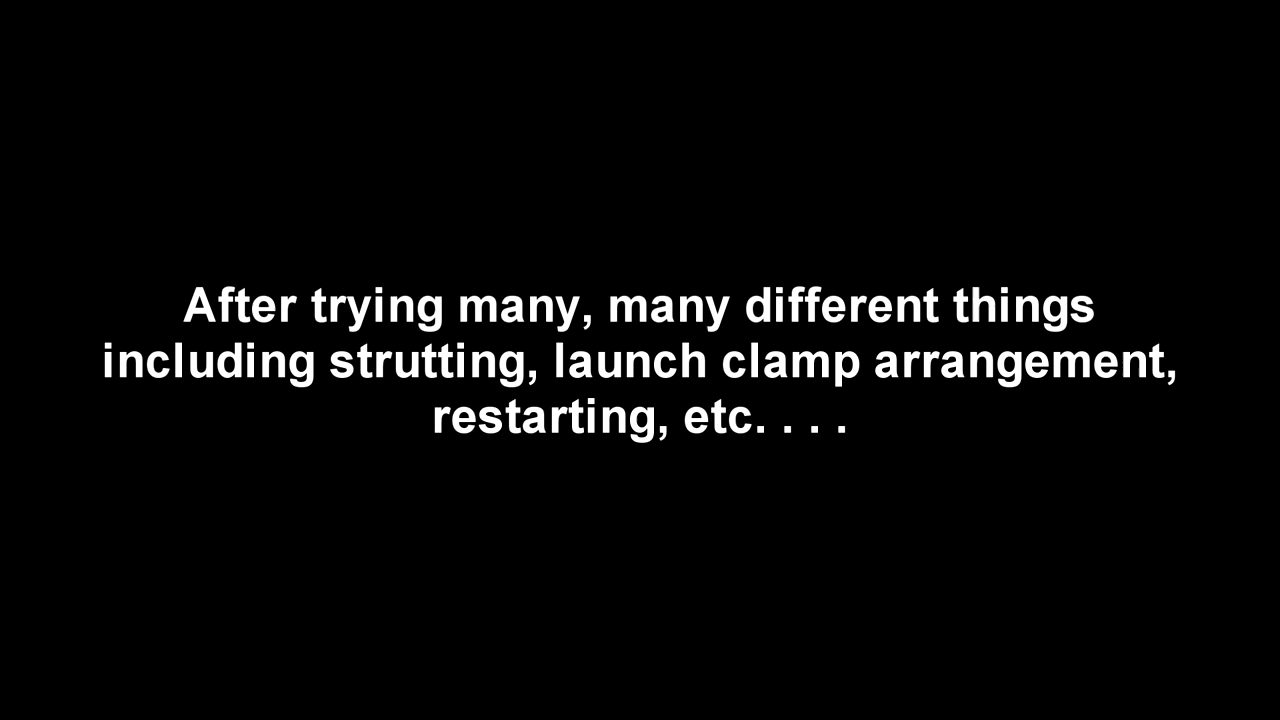 After trying many, many different things
including strutting, launch clamp arrangement,
restarting, etc. . . .